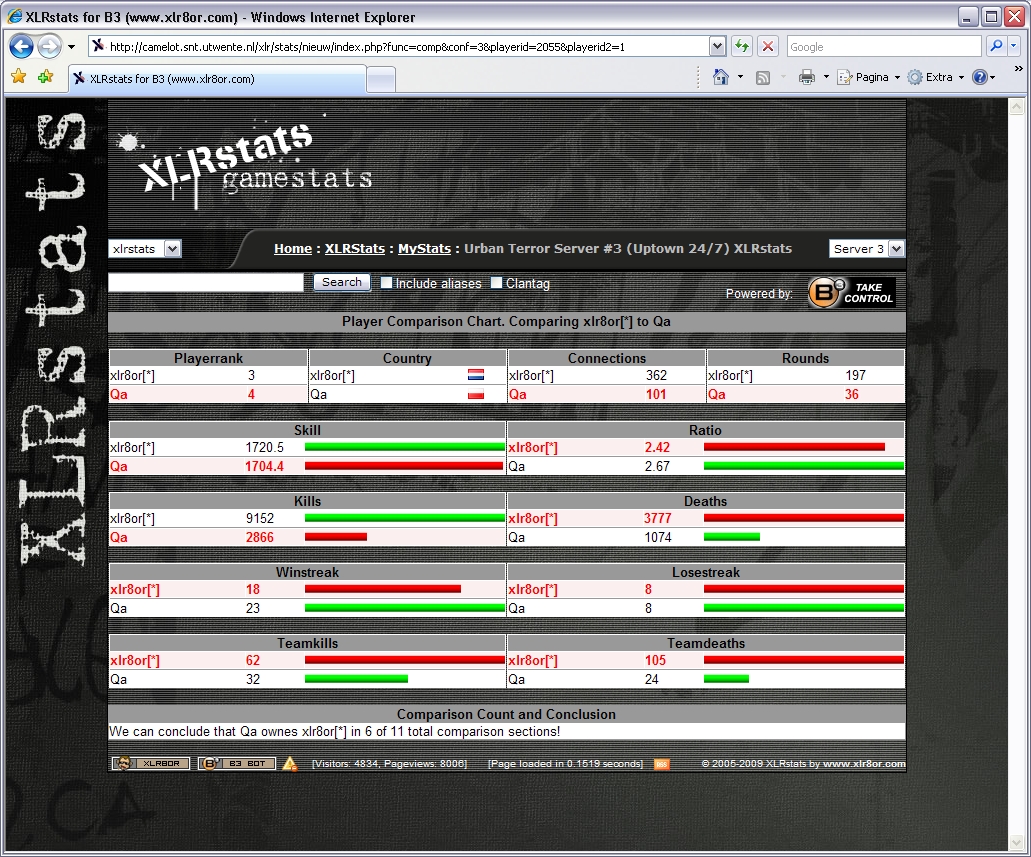 XLRstats for B3 (www.xlr8or.com) - Windows Internet Explorer
http://camelot.snt.utwente.nl/xlr/stats/nieuw/index.php?func=comp&conf=3&playerid=2055&playerid2=1
Google
XLRstats for B3 (www.xlr8or.com)
Pagina
Extra
»
XLRstats
XLRstats
gamestats
xlrstats
Home : XLRStats : MyStats : Urban Terror Server #3 (Uptown 24/7) XLRstats
Server 3
Search Include aliases Clantag
Powered by: B3 TAKE CONTROL
Player Comparison Chart. Comparing xlr8or[*] to Qa
Playerrank Country Connections Rounds
xlr8or[*] 3 xlr8or[*] xlr8or[*] 362 xlr8or[*] 197
Qa 4 Qa Qa 101 Qa 36
Skill Ratio
xlr8or[*] 1720.5 xlr8or[*] 2.42
Qa 1704.4 Qa 2.67
Kills Deaths
xlr8or[*] 9152 xlr8or[*] 3777
Qa 2866 Qa 1074
Winstreak Losestreak
xlr8or[*] 18 xlr8or[*] 8
Qa 23 Qa 8
Teamkills Teamdeaths
xlr8or[*] 62 xlr8or[*] 105
Qa 32 Qa 24
Comparison Count and Conclusion
We can conclude that Qa ownes xlr8or[*] in 6 of 11 total comparison sections!
XLR8OR B3 BOT [Visitors: 4834, Pageviews: 8006] [Page loaded in 0.1519 seconds] © 2005-2009 XLRstats by www.xlr8or.com